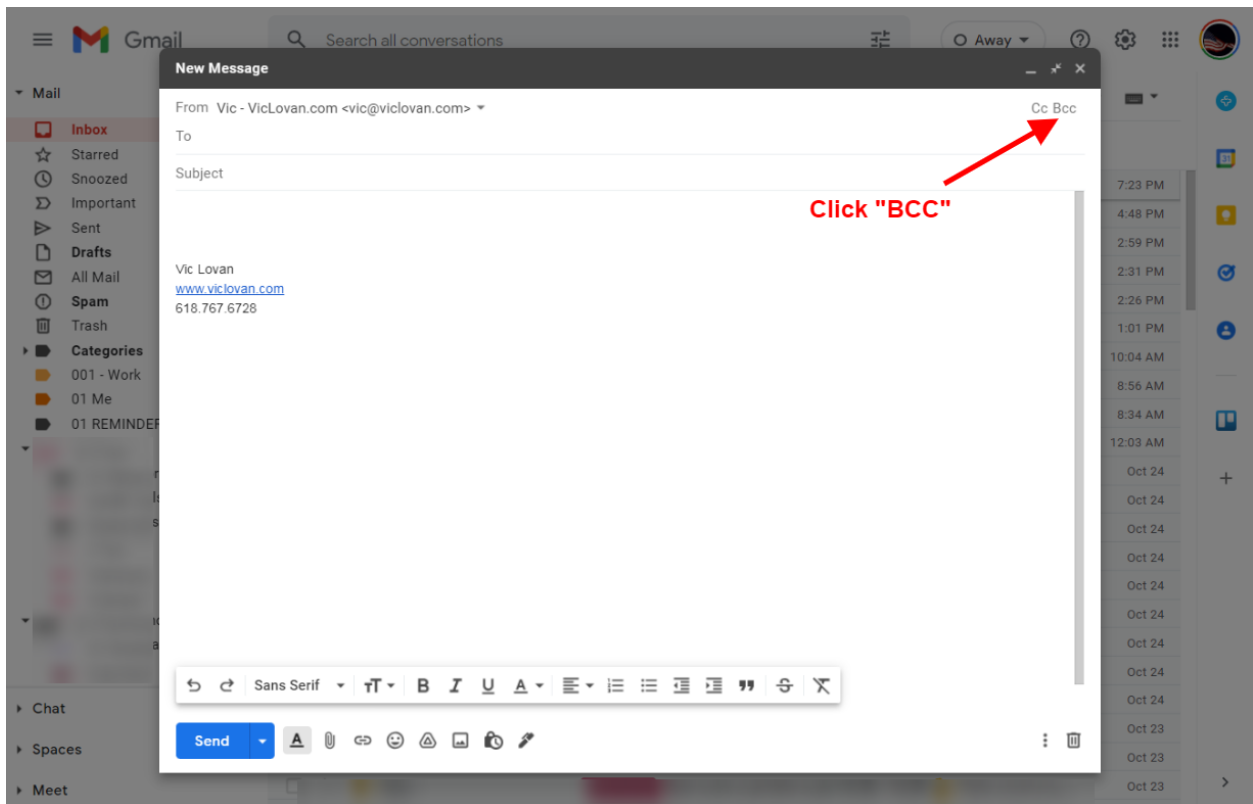 Gmail
Search all conversations
Away
Mail
Inbox
Starred
Snoozed
Important
Sent
Drafts
All Mail
Spam
Trash
Categories
001 - Work
01 Me
01 REMINDER
Chat
Spaces
Meet
New Message
From Vic - VicLovan.com <vic@viclovan.com>
Cc Bcc
To
Subject
Click "BCC"
Vic Lovan
www.viclovan.com
618.767.6728
Sans Serif
Send
7:23 PM
4:48 PM
2:59 PM
2:31 PM
2:26 PM
1:01 PM
10:04 AM
8:56 AM
8:34 AM
12:03 AM
Oct 24
Oct 24
Oct 24
Oct 24
Oct 24
Oct 24
Oct 24
Oct 24
Oct 24
Oct 23
Oct 23
Oct 23
31